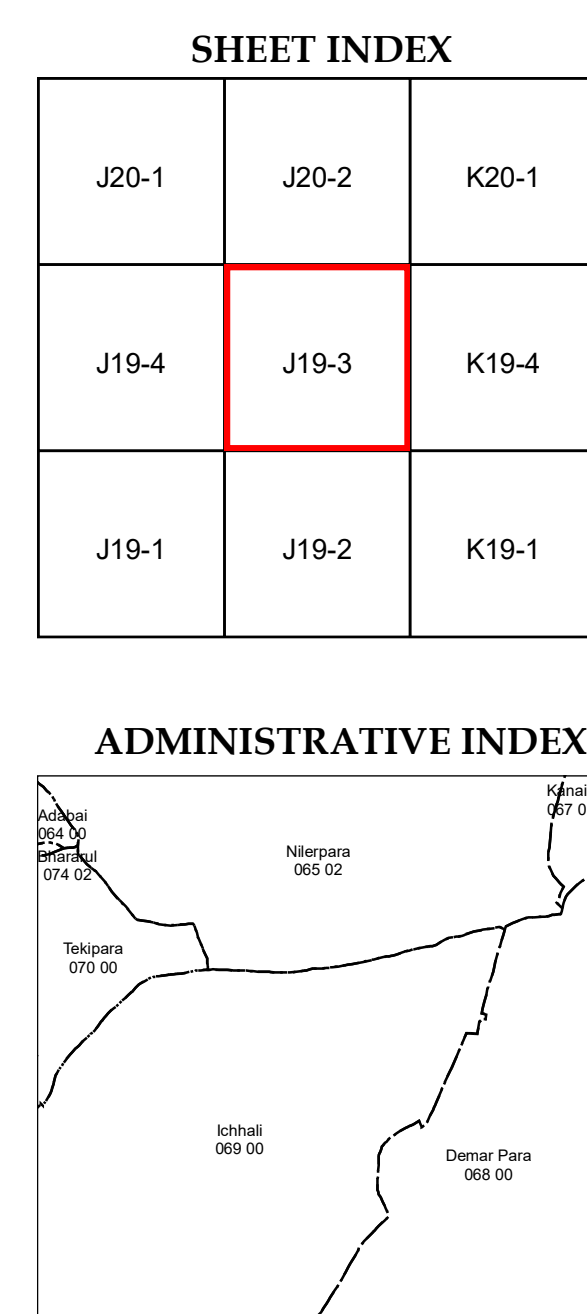 SHEET INDEX
J20-1 J20-2 K20-1
J19-4 J19-3 K19-4
J19-1 J19-2 K19-1
ADMINISTRATIVE INDEX
Kanai
067 0
Adabai
064 00
Bhararul
074 02
Nilerpara
065 02
Tekipara
070 00
Ichhali
069 00
Demar Para
068 00